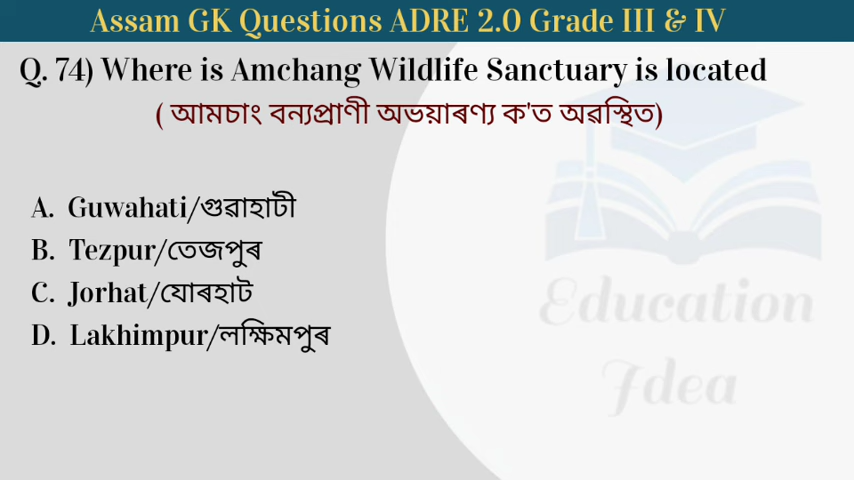 Assam GK Questions ADRE 2.0 Grade III & IV
Q. 74) Where is Amchang Wildlife Sanctuary is located
( আমচাং বন্যপ্ৰাণী অভয়াৰণ্য ক'ত অৱস্থিত)
A. Guwahati/গুৱাহাটী
B. Tezpur/তেজপুৰ
C. Jorhat/যোৰহাট
D. Lakhimpur/লক্ষিমপুৰ
Education
Idea